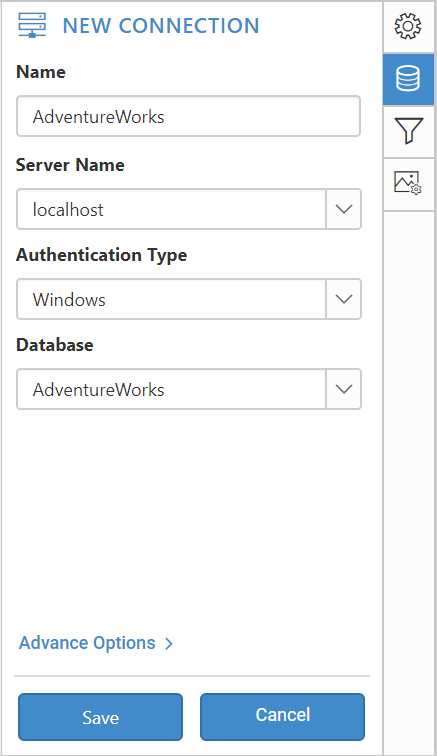 NEW CONNECTION
Name
AdventureWorks
Server Name
localhost
Authentication Type
Windows
Database
AdventureWorks
Advance Options
Save Cancel